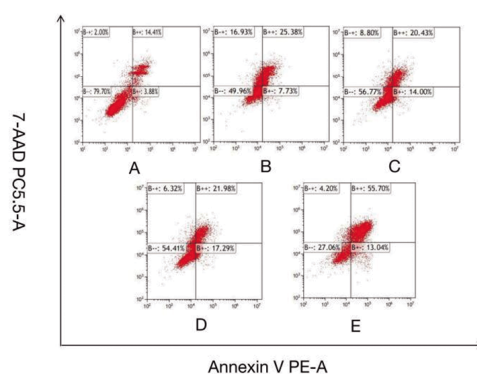 7-AAD PC5.5-A
B-+: 2.00% B++: 14.41%
B--: 79.70% B+-: 3.88%
A
B-+: 16.93% B++: 25.38%
B--: 49.96% B+-: 7.73%
B
B-+: 8.80% B++: 20.43%
B--: 56.77% B+-: 14.00%
C
B-+: 6.32% B++: 21.98%
B--: 54.41% B+-: 17.29%
D
B-+: 4.20% B++: 55.70%
B--: 27.06% B+-: 13.04%
E
Annexin V PE-A